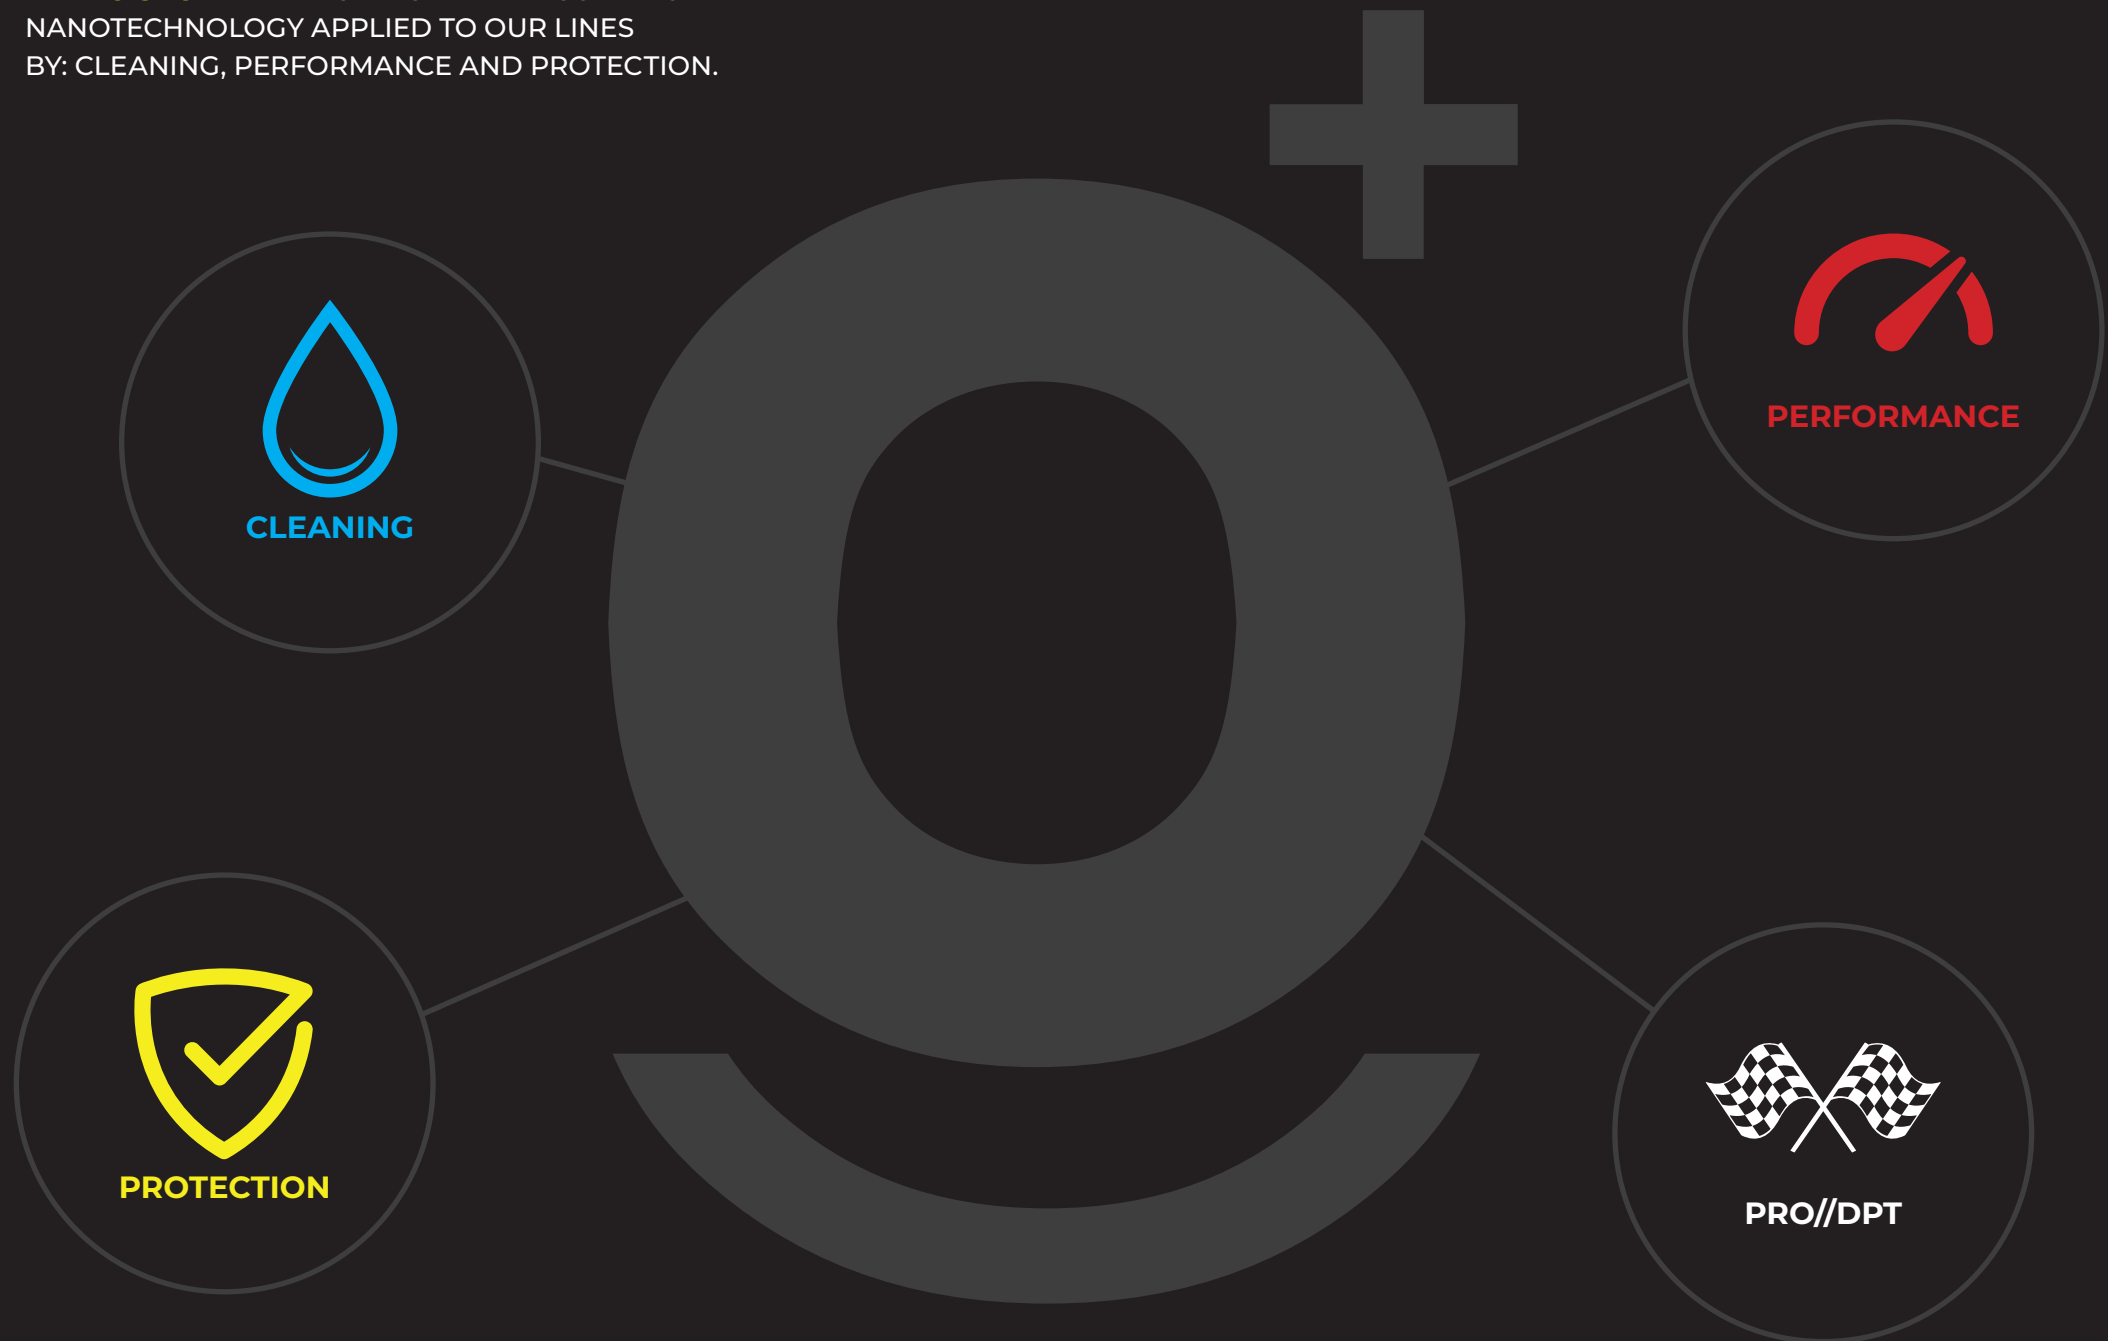 NANOTECHNOLOGY APPLIED TO OUR LINES
BY: CLEANING, PERFORMANCE AND PROTECTION.
PERFORMANCE
CLEANING
PROTECTION
PRO//DPT